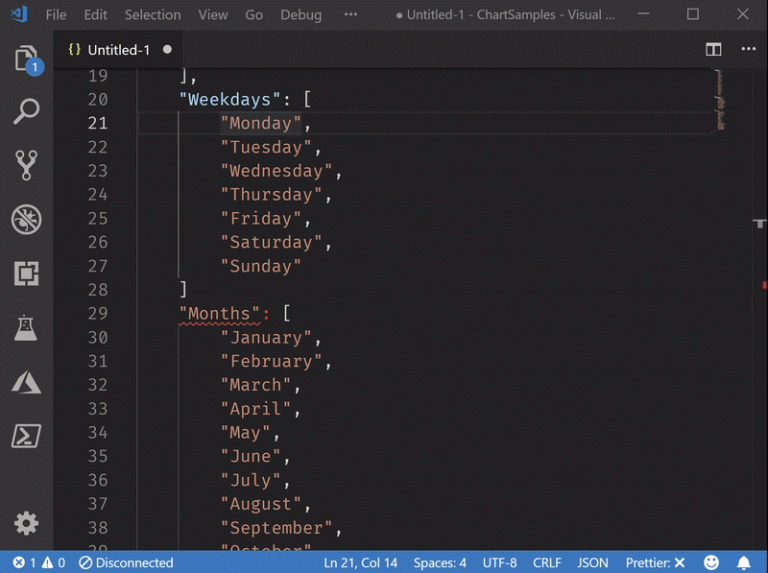 File Edit Selection View Go Debug ··· ● Untitled-1 - ChartSamples - Visual ...
{} Untitled-1 ●
1
19 ],
20 "Weekdays": [
21 "Monday",
22 "Tuesday",
23 "Wednesday",
24 "Thursday",
25 "Friday",
26 "Saturday",
27 "Sunday"
28 ]
29 "Months": [
30 "January",
31 "February",
32 "March",
33 "April",
34 "May",
35 "June",
36 "July",
37 "August",
38 "September",
39 "October"
1 0 Disconnected Ln 21, Col 14 Spaces: 4 UTF-8 CRLF JSON Prettier: ✕